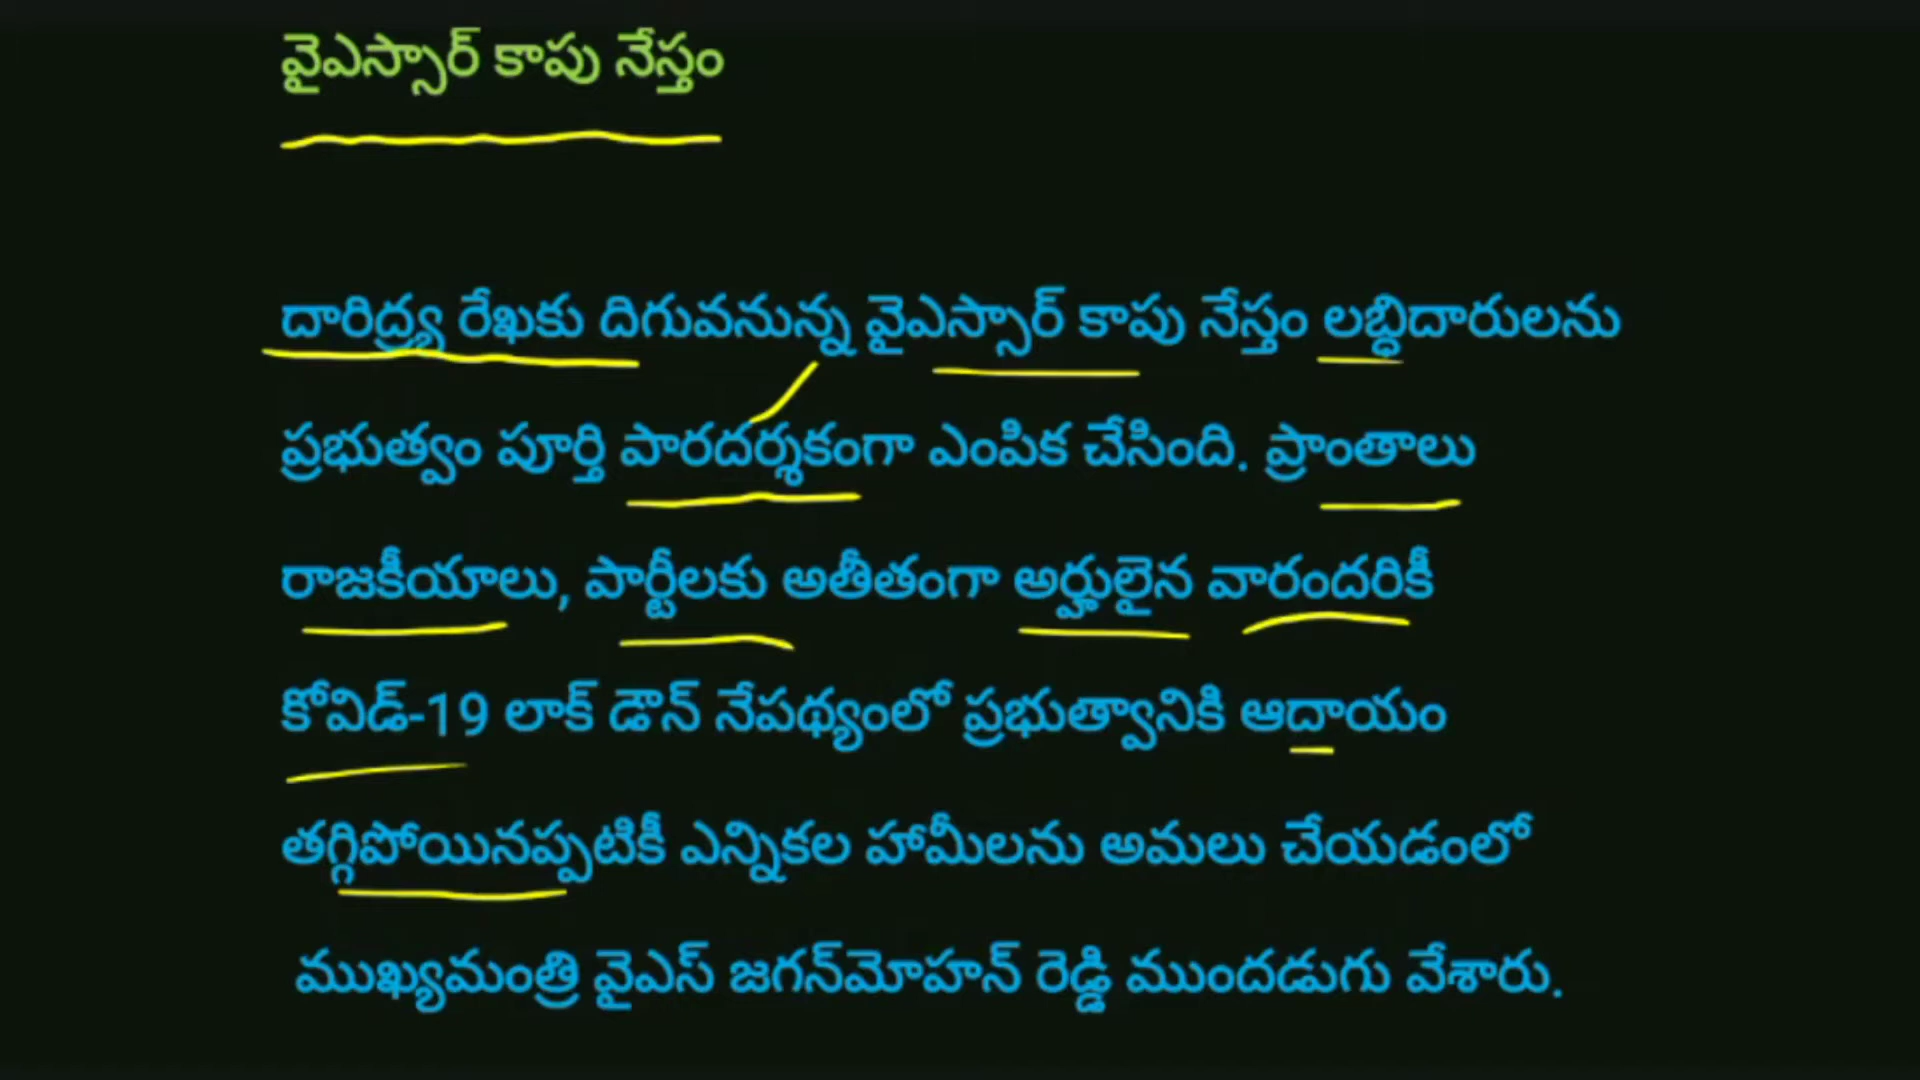 వైఎస్సార్ కాపు నేస్తం
దారిద్ర్య రేఖకు దిగువనున్న వైఎస్సార్ కాపు నేస్తం లబ్ధిదారులను
ప్రభుత్వం పూర్తి పారదర్శకంగా ఎంపిక చేసింది. ప్రాంతాలు
రాజకీయాలు, పార్టీలకు అతీతంగా అర్హులైన వారందరికీ
కోవిడ్-19 లాక్ డౌన్ నేపథ్యంలో ప్రభుత్వానికి ఆదాయం
తగ్గిపోయినప్పటికీ ఎన్నికల హామీలను అమలు చేయడంలో
ముఖ్యమంత్రి వైఎస్ జగన్‌మోహన్ రెడ్డి ముందడుగు వేశారు.